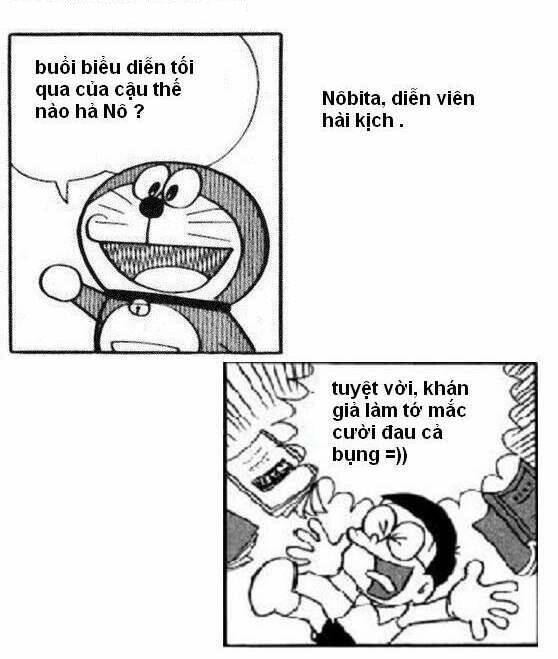 buổi biểu diễn tối
qua của cậu thế
nào hà Nô ?
Nôbita, diễn viên
hài kịch .
tuyệt vời, khán
giả làm tớ mắc
cười đau cả
bụng =))